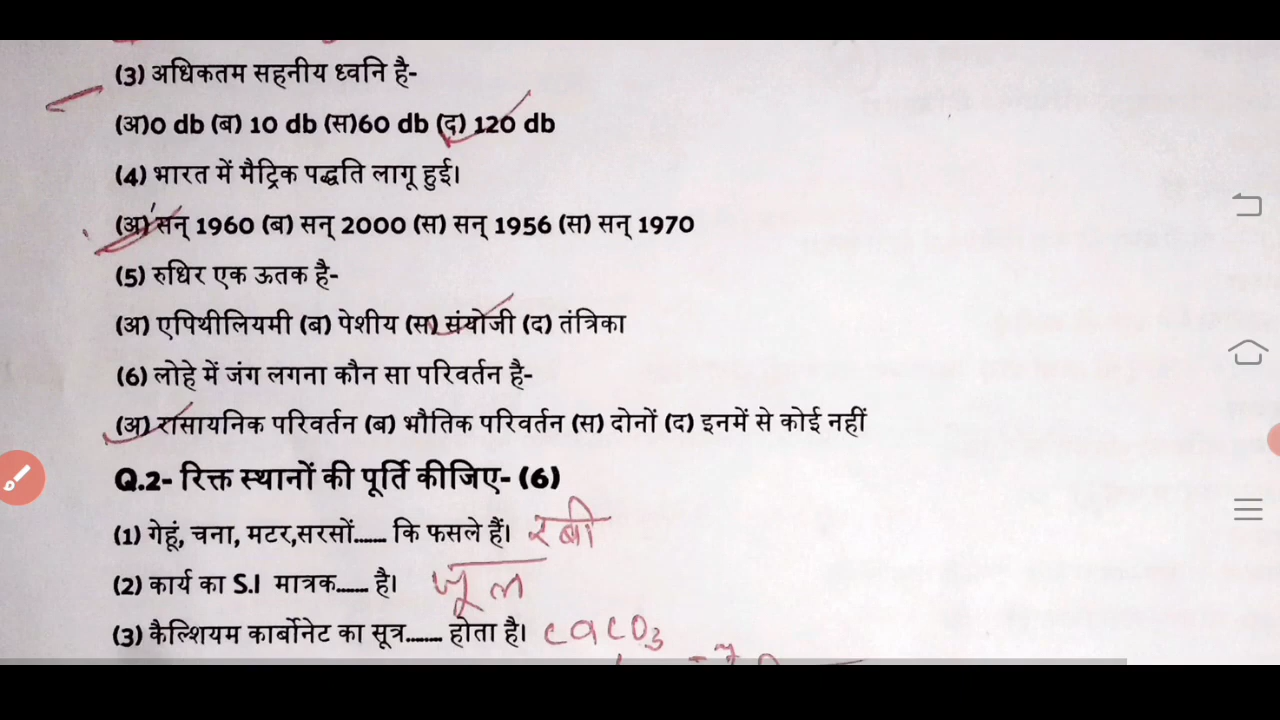 (3) अधिकतम सहनीय ध्वनि है-
(अ)0 db (ब) 10 db (स)60 db (द) 120 db
(4) भारत में मैट्रिक पद्धति लागू हुई।
(अ) सन् 1960 (ब) सन् 2000 (स) सन् 1956 (स) सन् 1970
(5) रुधिर एक ऊतक है-
(अ) एपिथीलियमी (ब) पेशीय (स) संयोजी (द) तंत्रिका
(6) लोहे में जंग लगना कौन सा परिवर्तन है-
(अ) रासायनिक परिवर्तन (ब) भौतिक परिवर्तन (स) दोनों (द) इनमें से कोई नहीं
Q.2- रिक्त स्थानों की पूर्ति कीजिए- (6)
(1) गेहूं, चना, मटर,सरसों...... कि फसले हैं। रबी
(2) कार्य का S.I मात्रक...... है। जूल
(3) कैल्शियम कार्बोनेट का सूत्र....... होता है। caco3